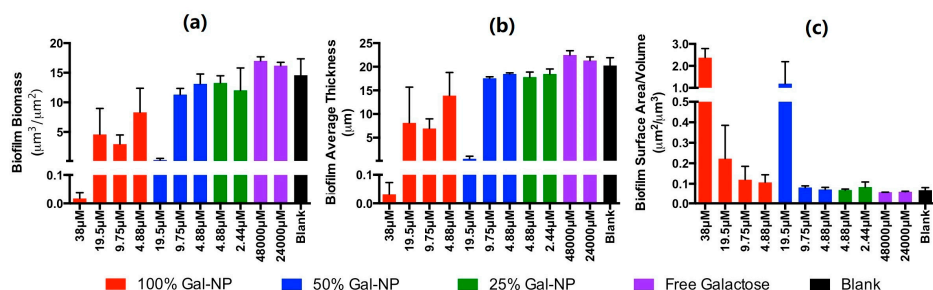 (a)
Biofilm Biomass
(μm³/μm²)
20
15
10
5
0.1
0.0
38μM
19.5μM
9.75μM
4.88μM
19.5μM
9.75μM
4.88μM
4.88μM
2.44μM
48000μM
24000μM
Blank
(b)
Biofilm Average Thickness
(μm)
25
20
15
10
5
0.1
0.0
38μM
19.5μM
9.75μM
4.88μM
19.5μM
9.75μM
4.88μM
4.88μM
2.44μM
48000μM
24000μM
Blank
(c)
Biofilm Surface Area/Volume
(μm²/μm³)
3.0
2.0
1.0
0.5
0.4
0.3
0.2
0.1
0.0
38μM
19.5μM
9.75μM
4.88μM
19.5μM
9.75μM
4.88μM
4.88μM
2.44μM
48000μM
24000μM
Blank
100% Gal-NP 50% Gal-NP 25% Gal-NP Free Galactose Blank